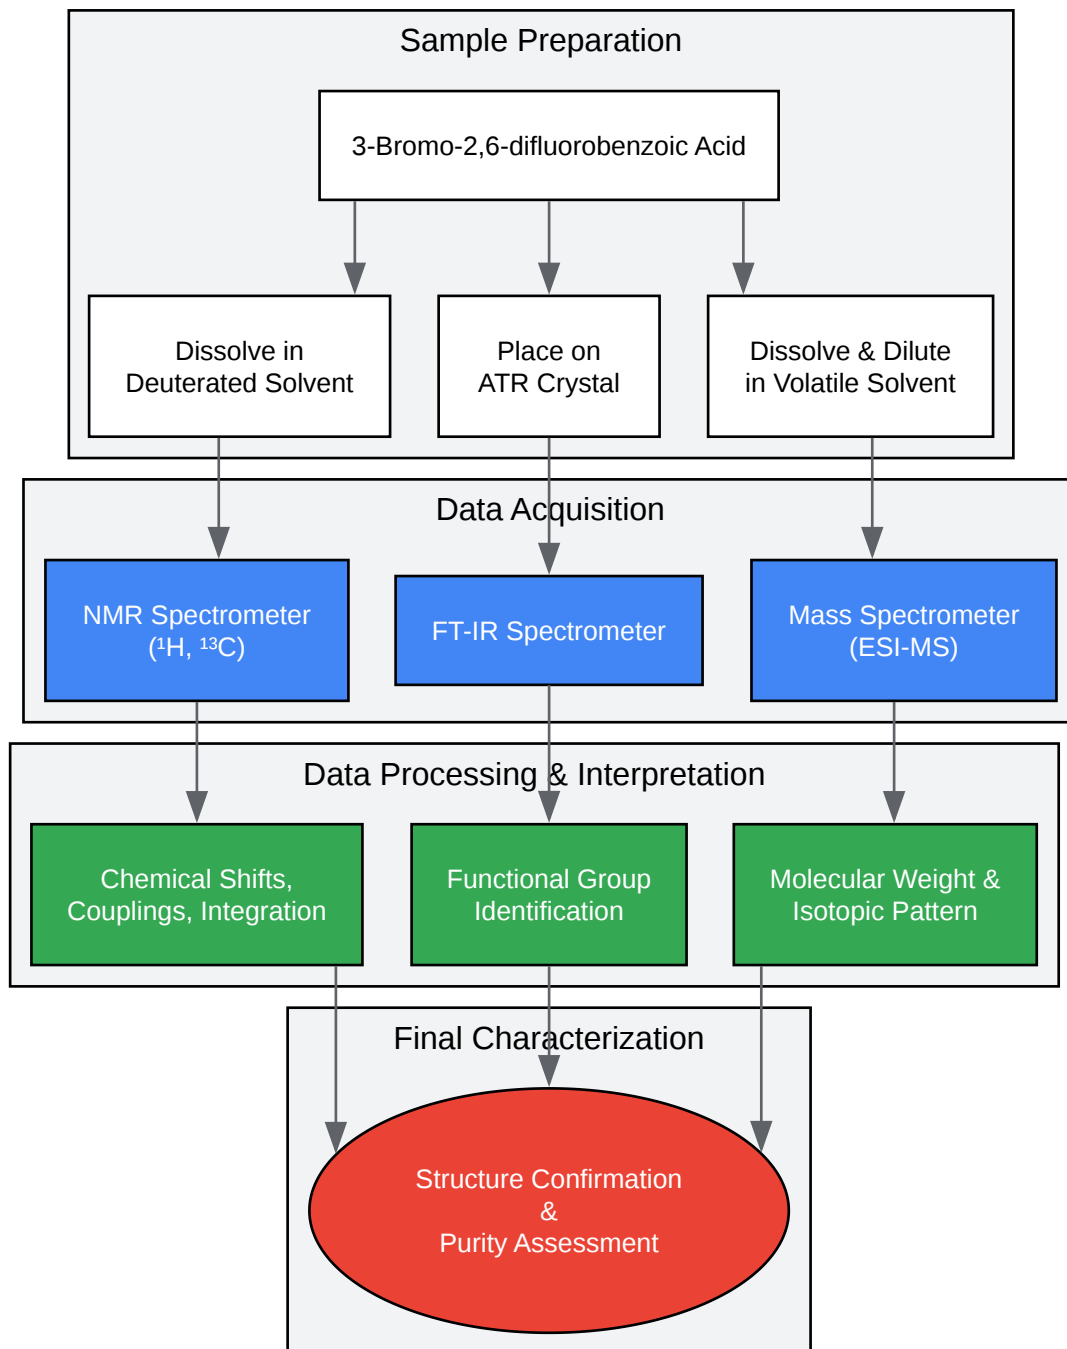 Sample Preparation
3-Bromo-2,6-difluorobenzoic Acid
Dissolve in
Deuterated Solvent
Place on
ATR Crystal
Dissolve & Dilute
in Volatile Solvent
Data Acquisition
NMR Spectrometer
(¹H, ¹³C)
FT-IR Spectrometer
Mass Spectrometer
(ESI-MS)
Data Processing & Interpretation
Chemical Shifts,
Couplings, Integration
Functional Group
Identification
Molecular Weight &
Isotopic Pattern
Final Characterization
Structure Confirmation
&
Purity Assessment